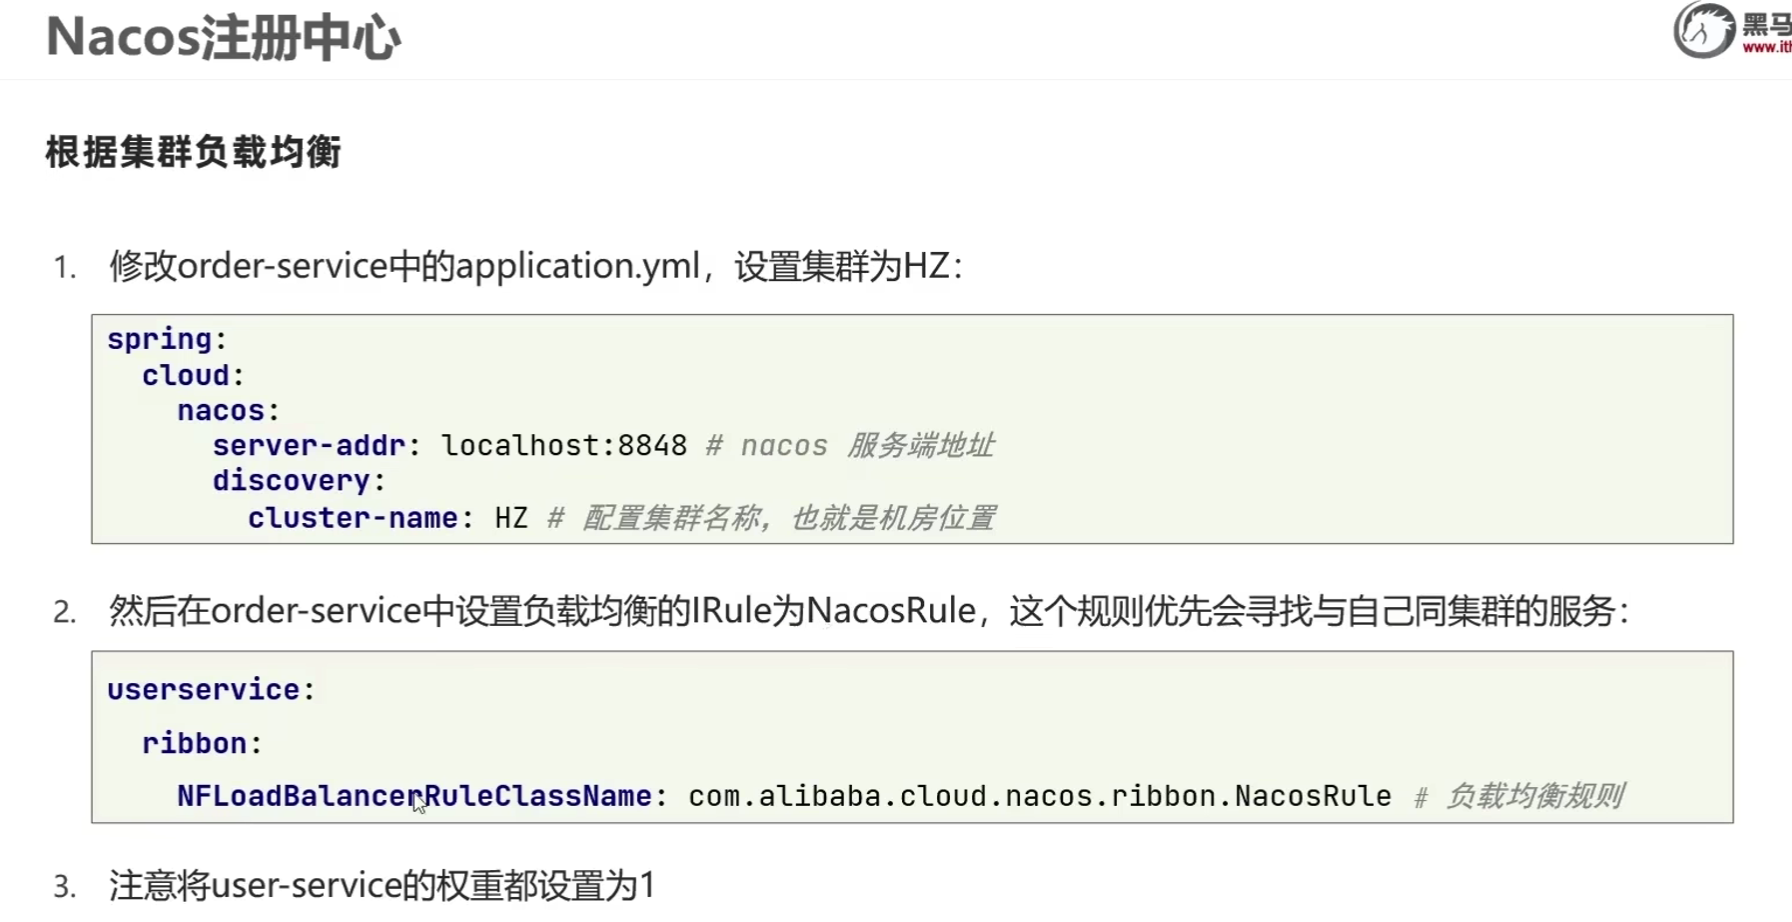 Nacos注册中心
黑马
www.ith
根据集群负载均衡
1. 修改order-service中的application.yml，设置集群为HZ：
spring:
  cloud:
    nacos:
      server-addr: localhost:8848 # nacos 服务端地址
      discovery:
        cluster-name: HZ # 配置集群名称，也就是机房位置
2. 然后在order-service中设置负载均衡的IRule为NacosRule，这个规则优先会寻找与自己同集群的服务：
userservice:
  ribbon:
    NFLoadBalancerRuleClassName: com.alibaba.cloud.nacos.ribbon.NacosRule # 负载均衡规则
3. 注意将user-service的权重都设置为1